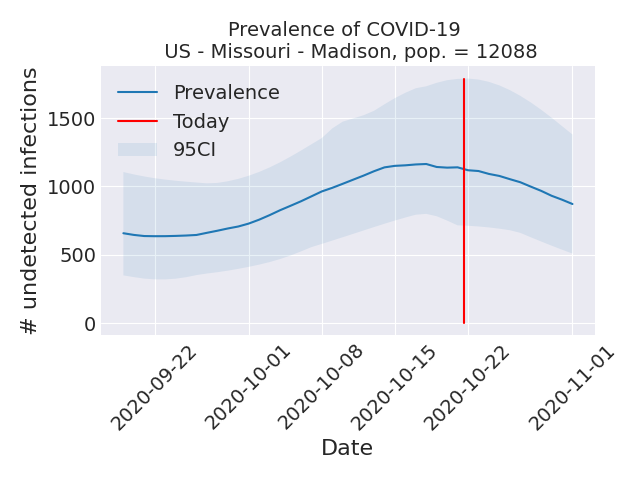 Prevalence of COVID-19
US - Missouri - Madison, pop. = 12088
# undetected infections
1500
1000
500
0
Prevalence
Today
95CI
2020-09-22
2020-10-01
2020-10-08
2020-10-15
2020-10-22
2020-11-01
Date